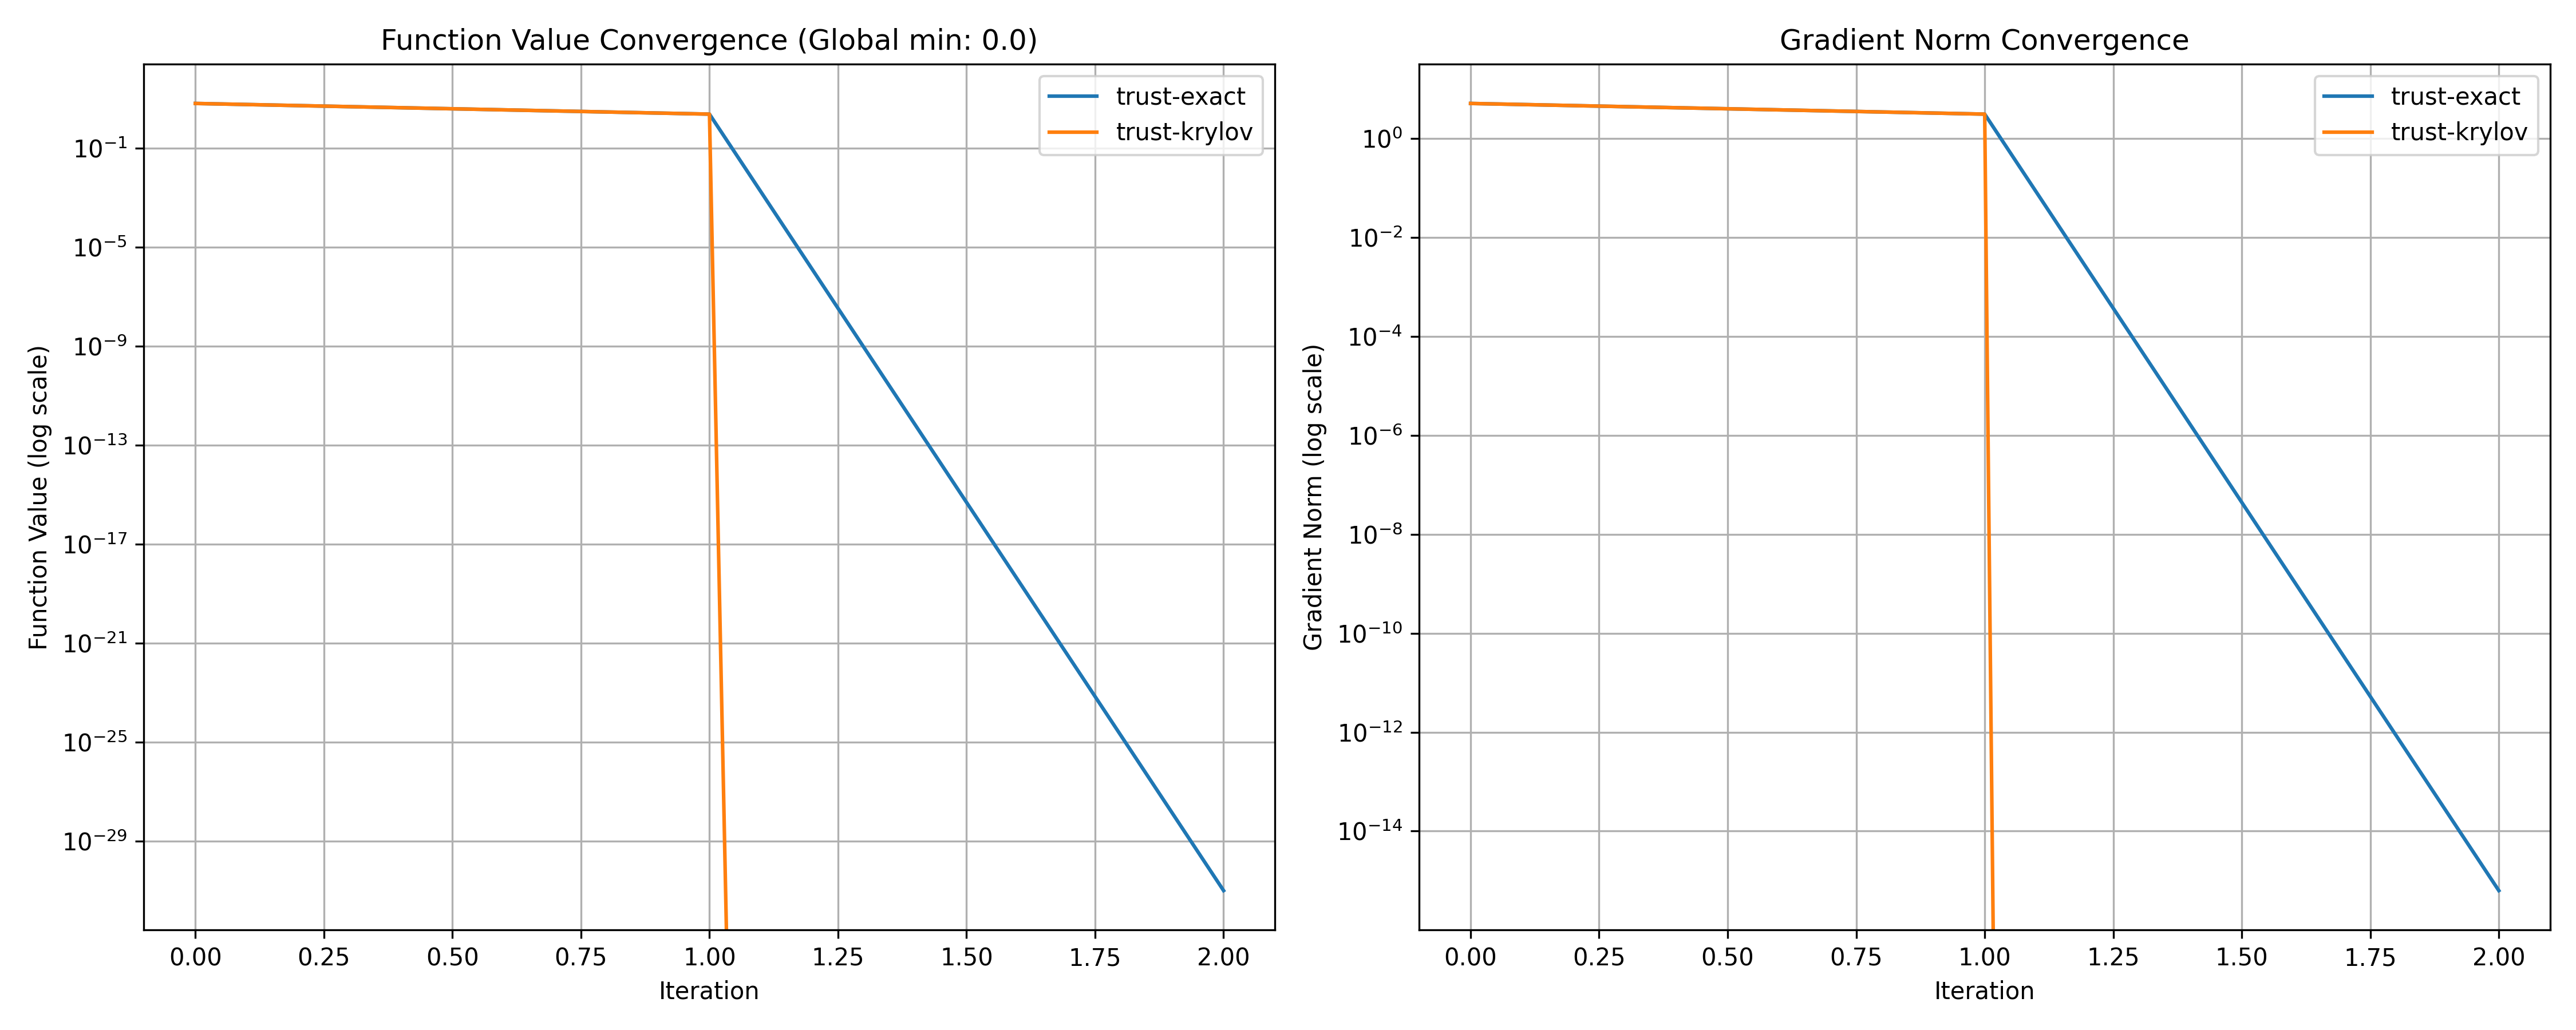 Function Value Convergence (Global min: 0.0)
trust-exact
trust-krylov
Function Value (log scale)
10⁻¹
10⁻⁵
10⁻⁹
10⁻¹³
10⁻¹⁷
10⁻²¹
10⁻²⁵
10⁻²⁹
0.00 0.25 0.50 0.75 1.00 1.25 1.50 1.75 2.00
Iteration
Gradient Norm Convergence
trust-exact
trust-krylov
Gradient Norm (log scale)
10⁰
10⁻²
10⁻⁴
10⁻⁶
10⁻⁸
10⁻¹⁰
10⁻¹²
10⁻¹⁴
0.00 0.25 0.50 0.75 1.00 1.25 1.50 1.75 2.00
Iteration